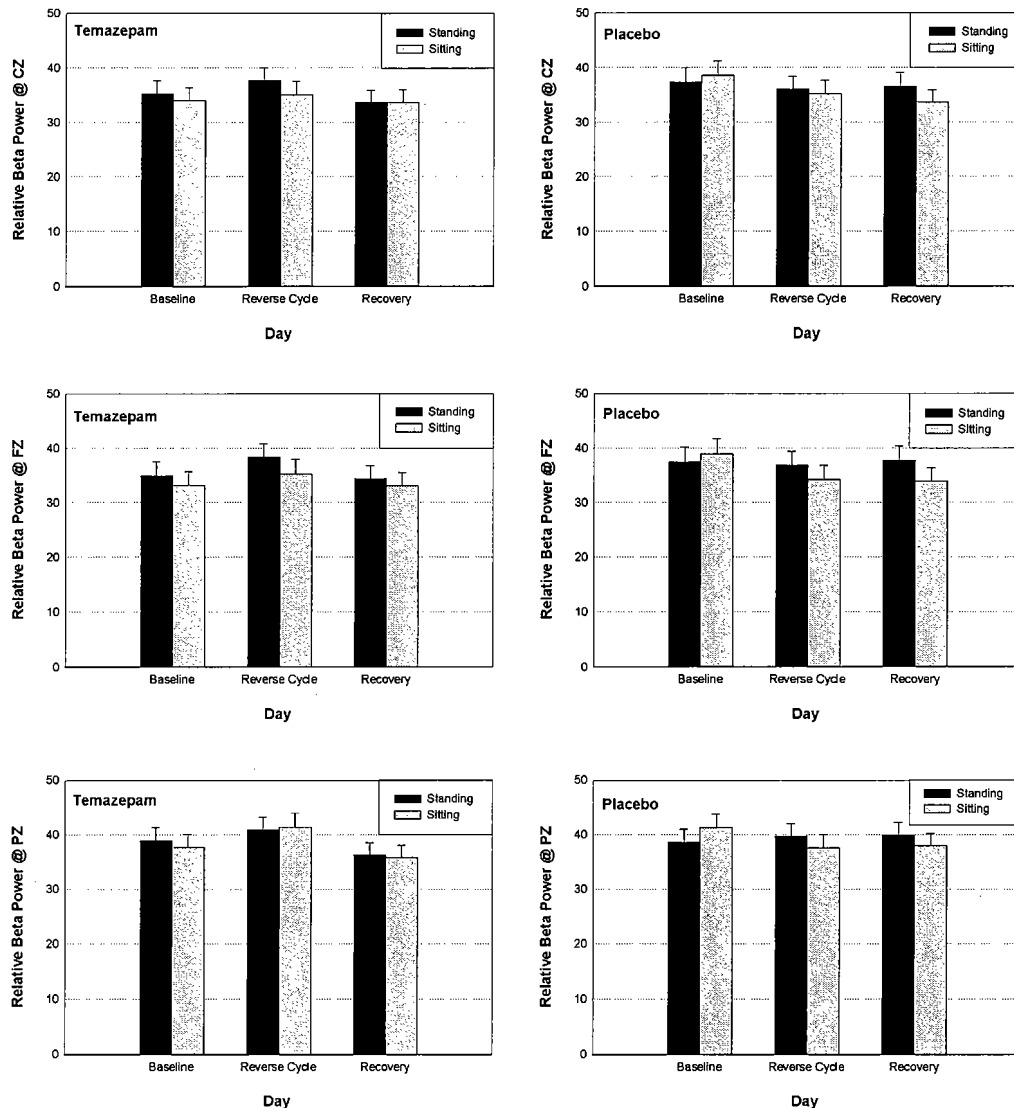 Temazepam
Standing
Sitting
Relative Beta Power @ CZ
50
40
30
20
10
0
Baseline
Reverse Cycle
Recovery
Day
Placebo
Standing
Sitting
Relative Beta Power @ CZ
50
40
30
20
10
0
Baseline
Reverse Cycle
Recovery
Day
Temazepam
Standing
Sitting
Relative Beta Power @ FZ
50
40
30
20
10
0
Baseline
Reverse Cycle
Recovery
Day
Placebo
Standing
Sitting
Relative Beta Power @ FZ
50
40
30
20
10
0
Baseline
Reverse Cycle
Recovery
Day
Temazepam
Standing
Sitting
Relative Beta Power @ PZ
50
40
30
20
10
0
Baseline
Reverse Cycle
Recovery
Day
Placebo
Standing
Sitting
Relative Beta Power @ PZ
50
40
30
20
10
0
Baseline
Reverse Cycle
Recovery
Day